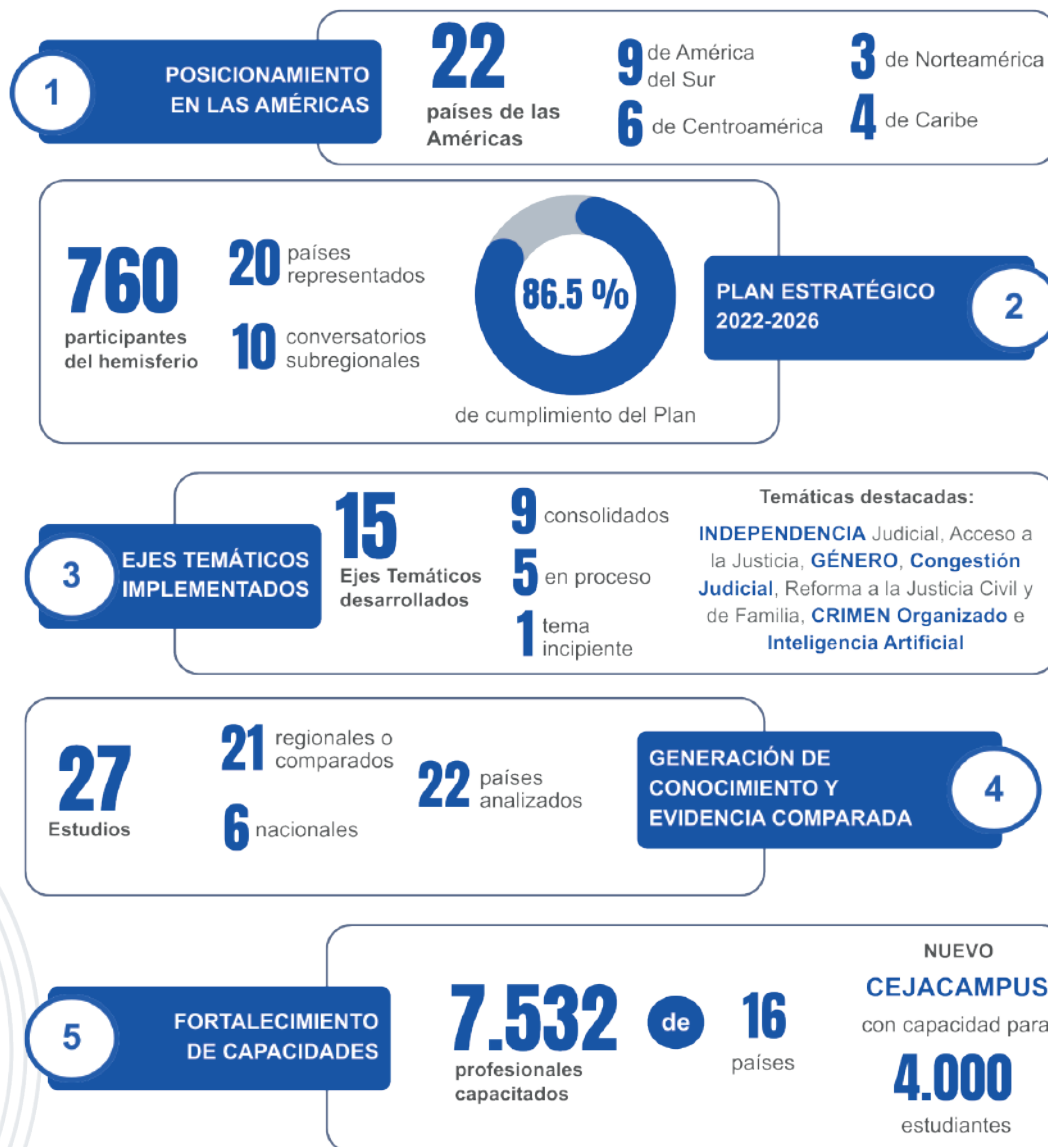 1
POSICIONAMIENTO
EN LAS AMÉRICAS
22
países de las
Américas
9 de América
del Sur
6 de Centroamérica
3 de Norteamérica
4 de Caribe
760
participantes
del hemisferio
20 países
representados
10 conversatorios
subregionales
86.5 %
de cumplimiento del Plan
PLAN ESTRATÉGICO
2022-2026
2
3
EJES TEMÁTICOS
IMPLEMENTADOS
15
Ejes Temáticos
desarrollados
9 consolidados
5 en proceso
1 tema
incipiente
Temáticas destacadas:
INDEPENDENCIA Judicial, Acceso a
la Justicia, GÉNERO, Congestión
Judicial, Reforma a la Justicia Civil y
de Familia, CRIMEN Organizado e
Inteligencia Artificial
27
Estudios
21 regionales o
comparados
6 nacionales
22 países
analizados
GENERACIÓN DE
CONOCIMIENTO Y
EVIDENCIA COMPARADA
4
5
FORTALECIMIENTO
DE CAPACIDADES
7.532
profesionales
capacitados
de
16
países
NUEVO
CEJACAMPUS
con capacidad para
4.000
estudiantes